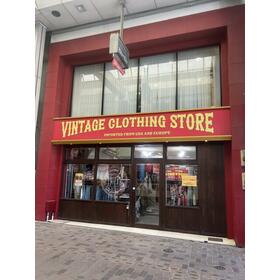 VINTAGE CLOTHING STORE
IMPORTED FROM USA AND EUROPE